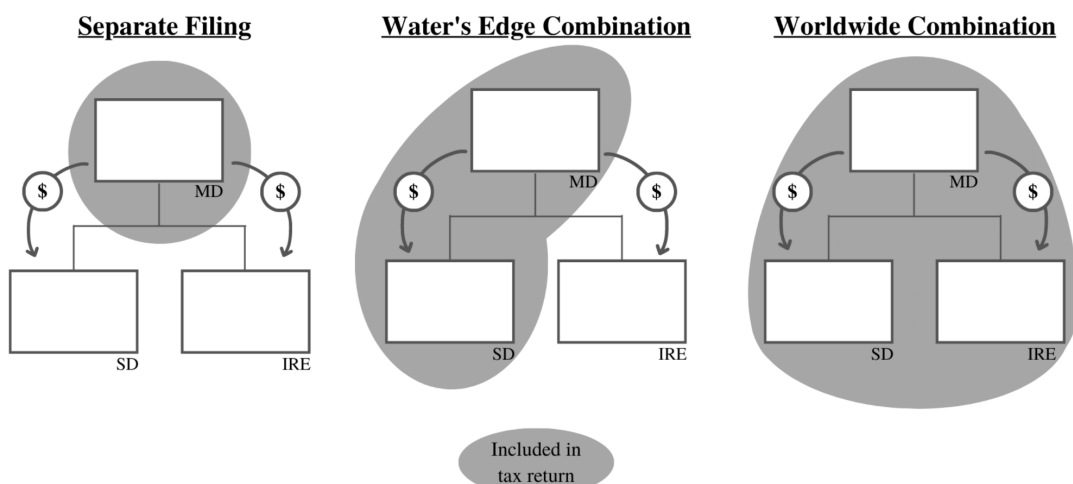 Separate Filing
Water's Edge Combination
Worldwide Combination
$
MD
$
SD
IRE
$
MD
$
SD
IRE
$
MD
$
SD
IRE
Included in
tax return